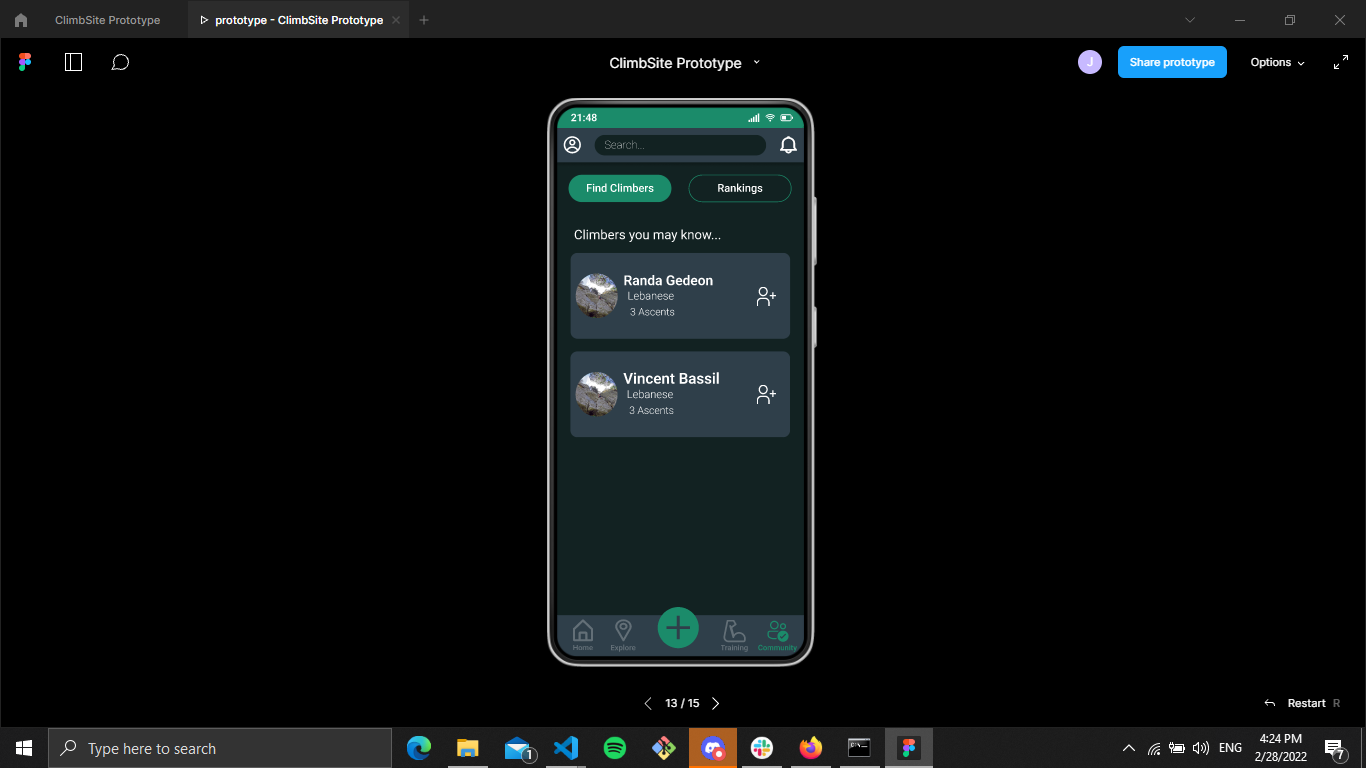 ClimbSite Prototype
prototype - ClimbSite Prototype
ClimbSite Prototype
J
Share prototype
Options
21:48
Search...
Find Climbers
Rankings
Climbers you may know...
Randa Gedeon
Lebanese
3 Ascents
Vincent Bassil
Lebanese
3 Ascents
Home
Explore
Training
Community
13 / 15
Restart R
Type here to search
1
ENG
4:24 PM
2/28/2022
7